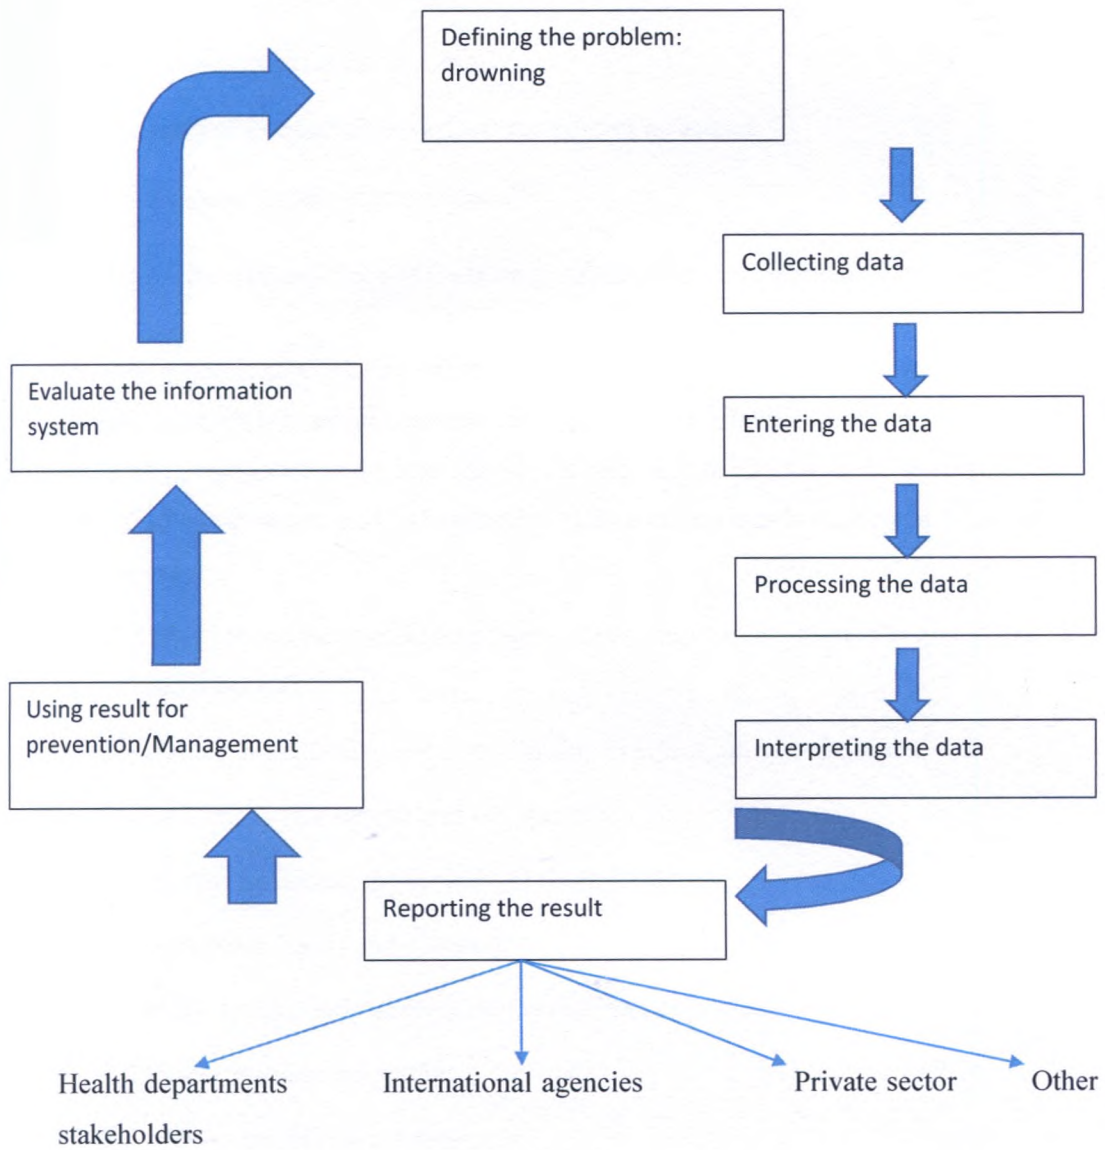 Defining the problem:
drowning
Collecting data
Evaluate the information
system
Entering the data
Processing the data
Using result for
prevention/Management
Interpreting the data
Reporting the result
Health departments
stakeholders
International agencies
Private sector
Other